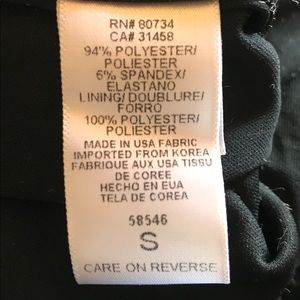 RN# 80734
CA# 31458
94% POLYESTER/
POLIESTER
6% SPANDEX/
ELASTANO
LINING/DOUBLURE/
FORRO
100% POLYESTER/
POLIESTER
MADE IN USA FABRIC
IMPORTED FROM KOREA
FABRIQUE AUX USA TISSU
DE COREE
HECHO EN EUA
TELA DE COREA
58546
S
CARE ON REVERSE